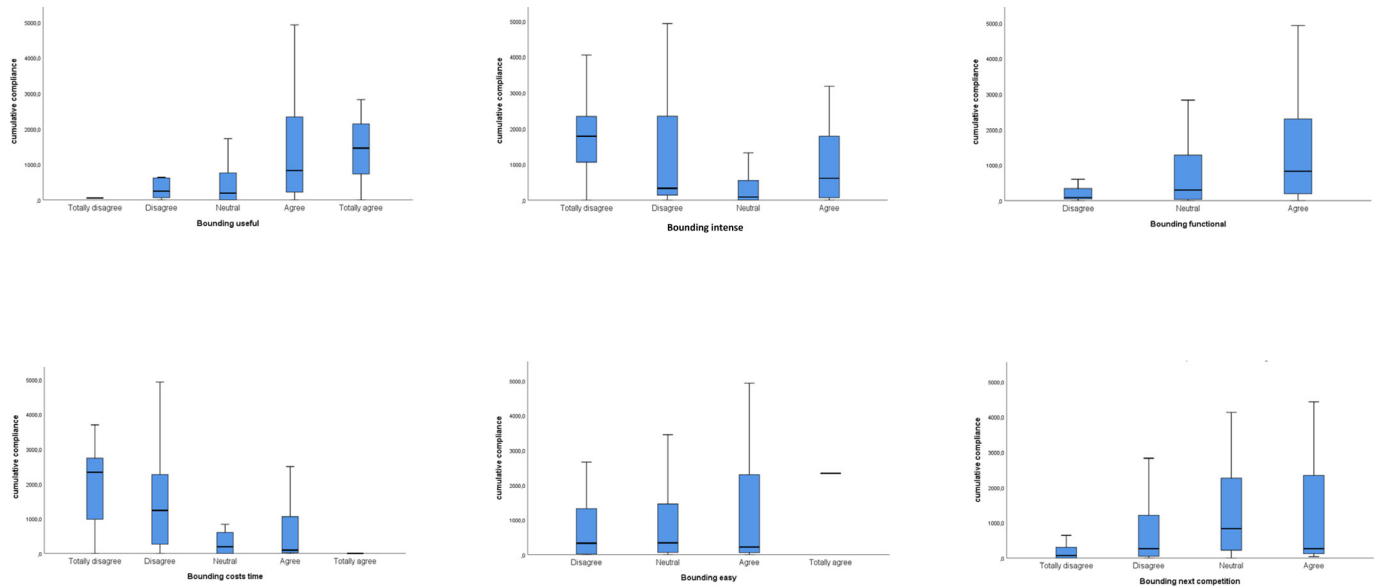 cumulative compliance
5000,0
4000,0
3000,0
2000,0
1000,0
,0
Totally disagree Disagree Neutral Agree Totally agree
Bounding useful
cumulative compliance
5000,0
4000,0
3000,0
2000,0
1000,0
,0
Totally disagree Disagree Neutral Agree
Bounding intense
cumulative compliance
5000,0
4000,0
3000,0
2000,0
1000,0
,0
Disagree Neutral Agree
Bounding functional
cumulative compliance
5000,0
4000,0
3000,0
2000,0
1000,0
,0
Totally disagree Disagree Neutral Agree Totally agree
Bounding costs time
cumulative compliance
5000,0
4000,0
3000,0
2000,0
1000,0
,0
Disagree Neutral Agree Totally agree
Bounding easy
cumulative compliance
5000,0
4000,0
3000,0
2000,0
1000,0
,0
Totally disagree Disagree Neutral Agree
Bounding next competition